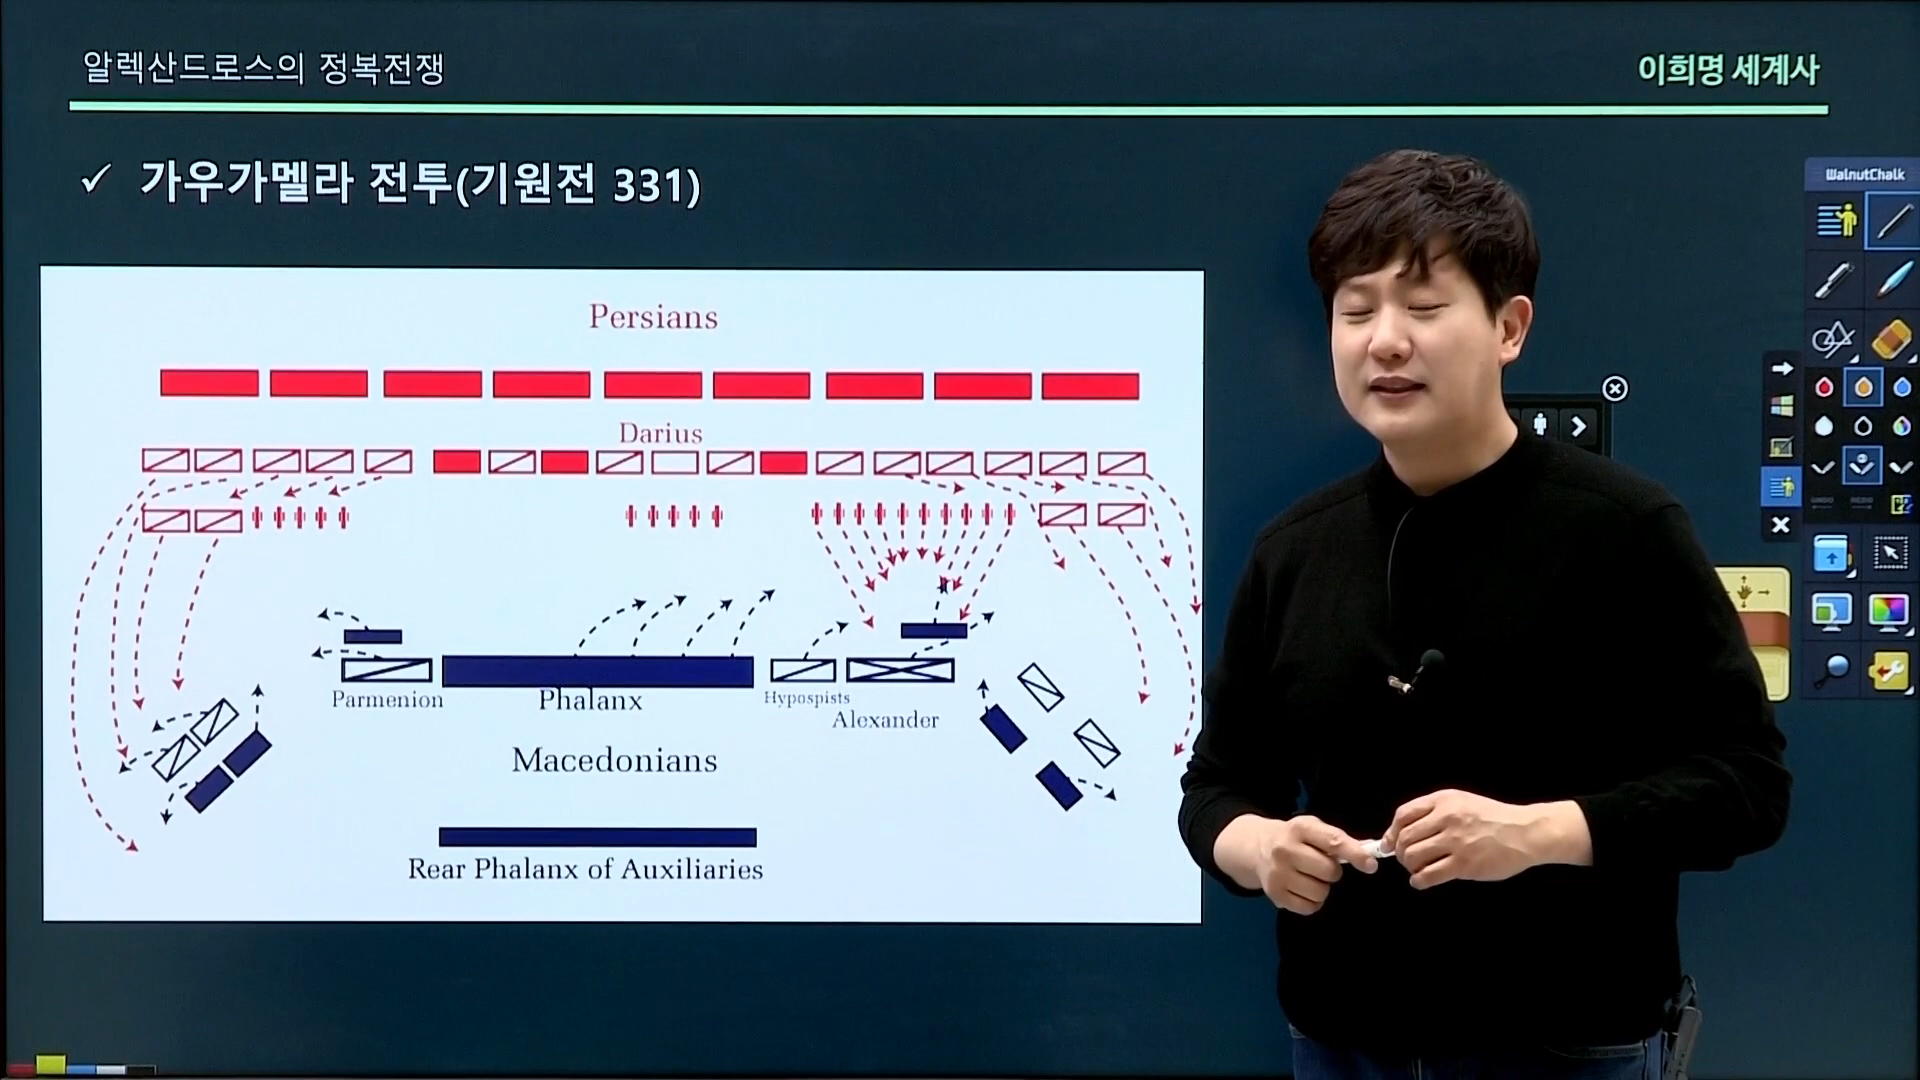 알렉산드로스의 정복전쟁
이희명 세계사
✓ 가우가멜라 전투(기원전 331)
WalnutChalk
Persians
Darius
Parmenion
Phalanx
Hypospists
Alexander
Macedonians
Rear Phalanx of Auxiliaries